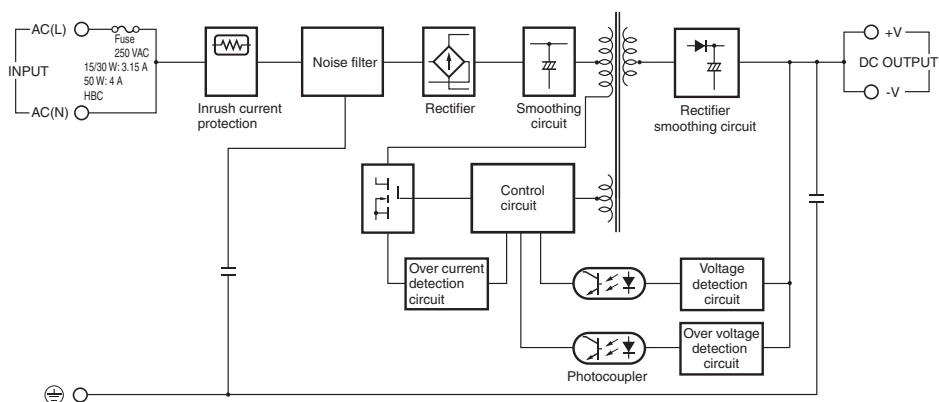 AC(L)
Fuse
250 VAC
15/30 W: 3.15 A
50 W: 4 A
HBC
INPUT
AC(N)
Inrush current
protection
Noise filter
Rectifier
Smoothing
circuit
Rectifier
smoothing circuit
+V
DC OUTPUT
-V
Control
circuit
Over current
detection
circuit
Voltage
detection
circuit
Over voltage
detection
circuit
Photocoupler